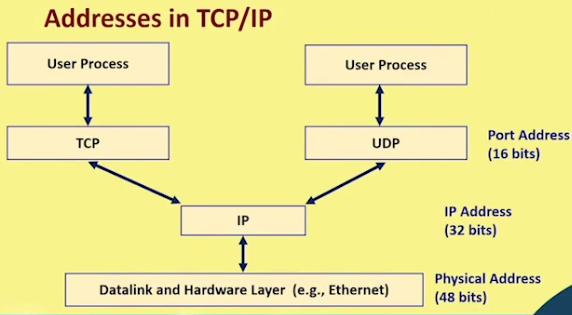 Addresses in TCP/IP
User Process
User Process
TCP
UDP
Port Address
(16 bits)
IP
IP Address
(32 bits)
Datalink and Hardware Layer (e.g., Ethernet)
Physical Address
(48 bits)